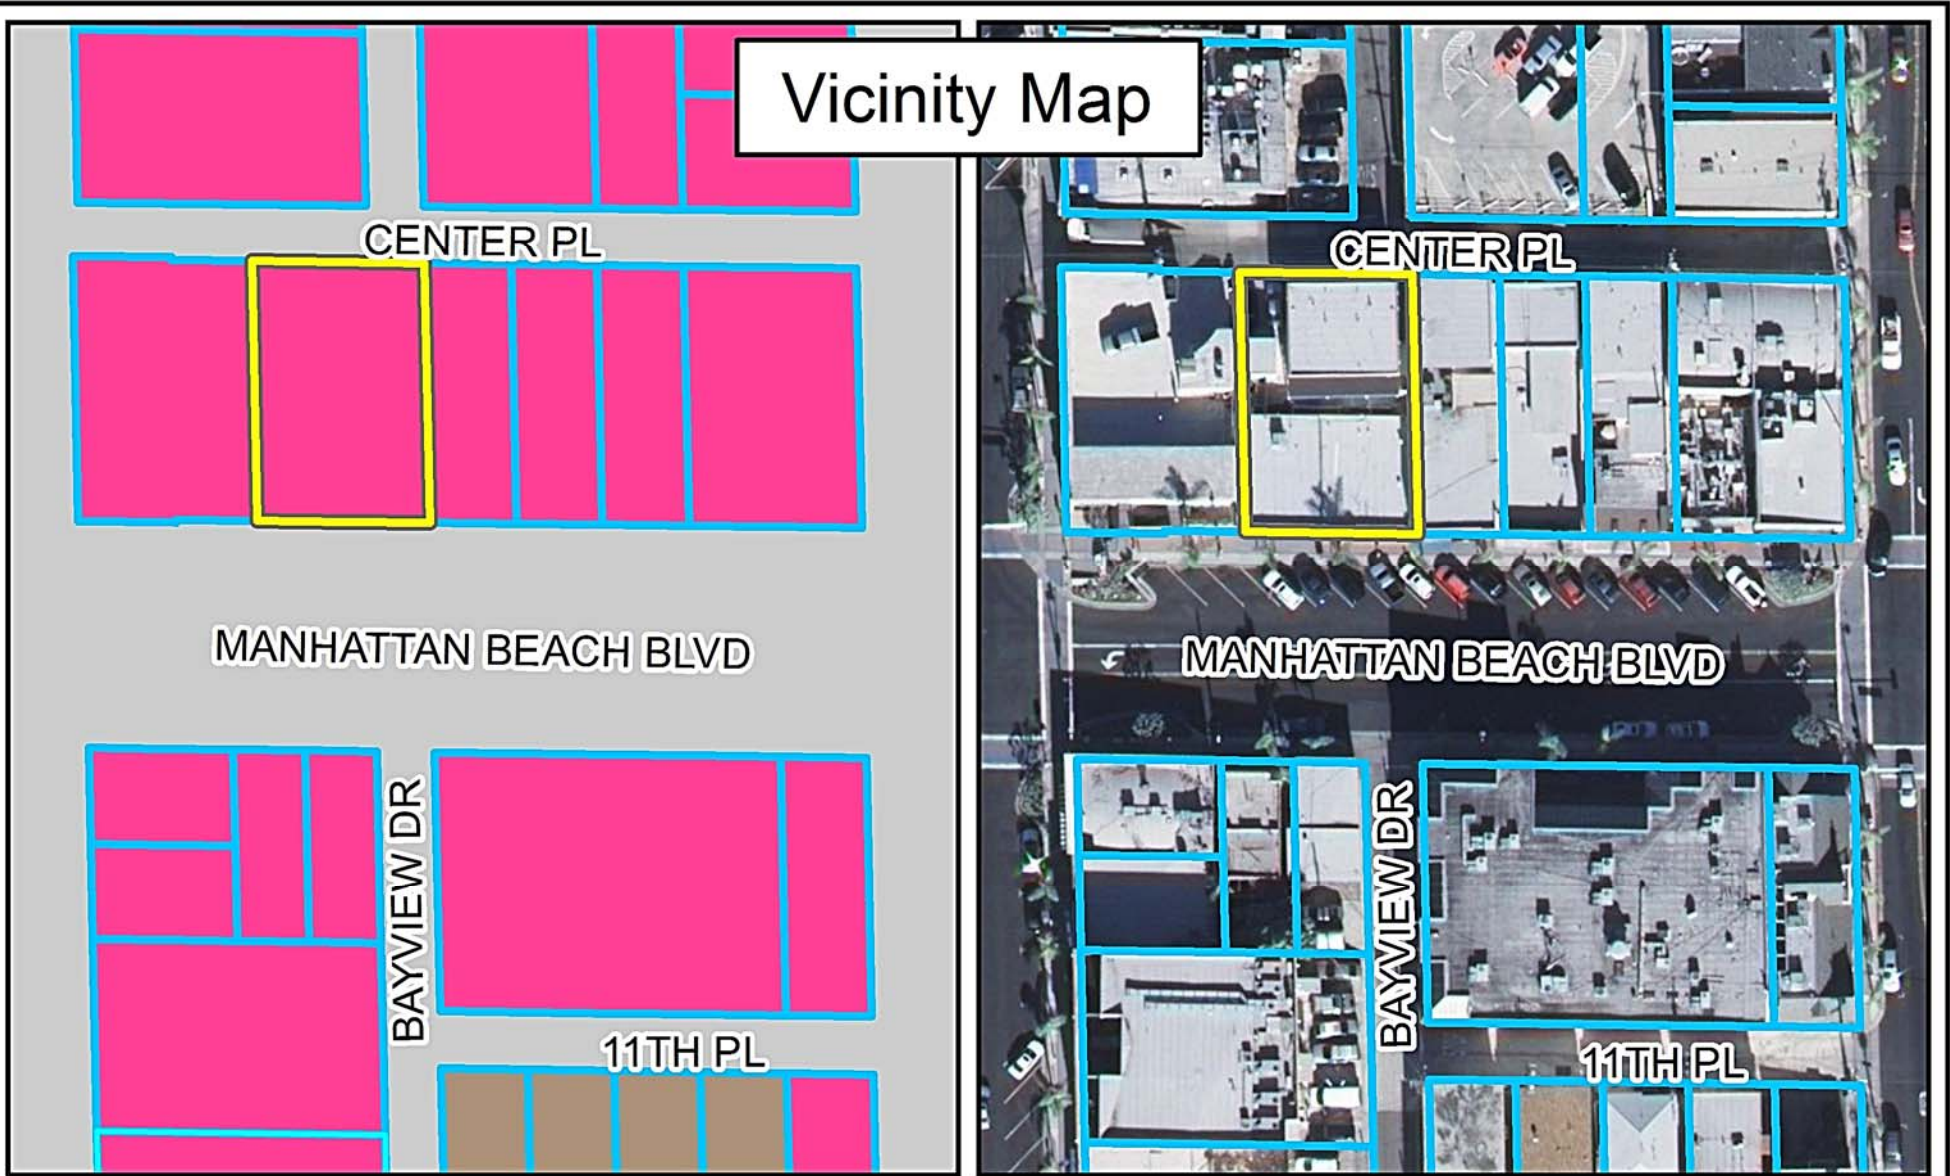 Vicinity Map
CENTER PL
MANHATTAN BEACH BLVD
BAYVIEW DR
11TH PL
CENTER PL
MANHATTAN BEACH BLVD
BAYVIEW DR
11TH PL